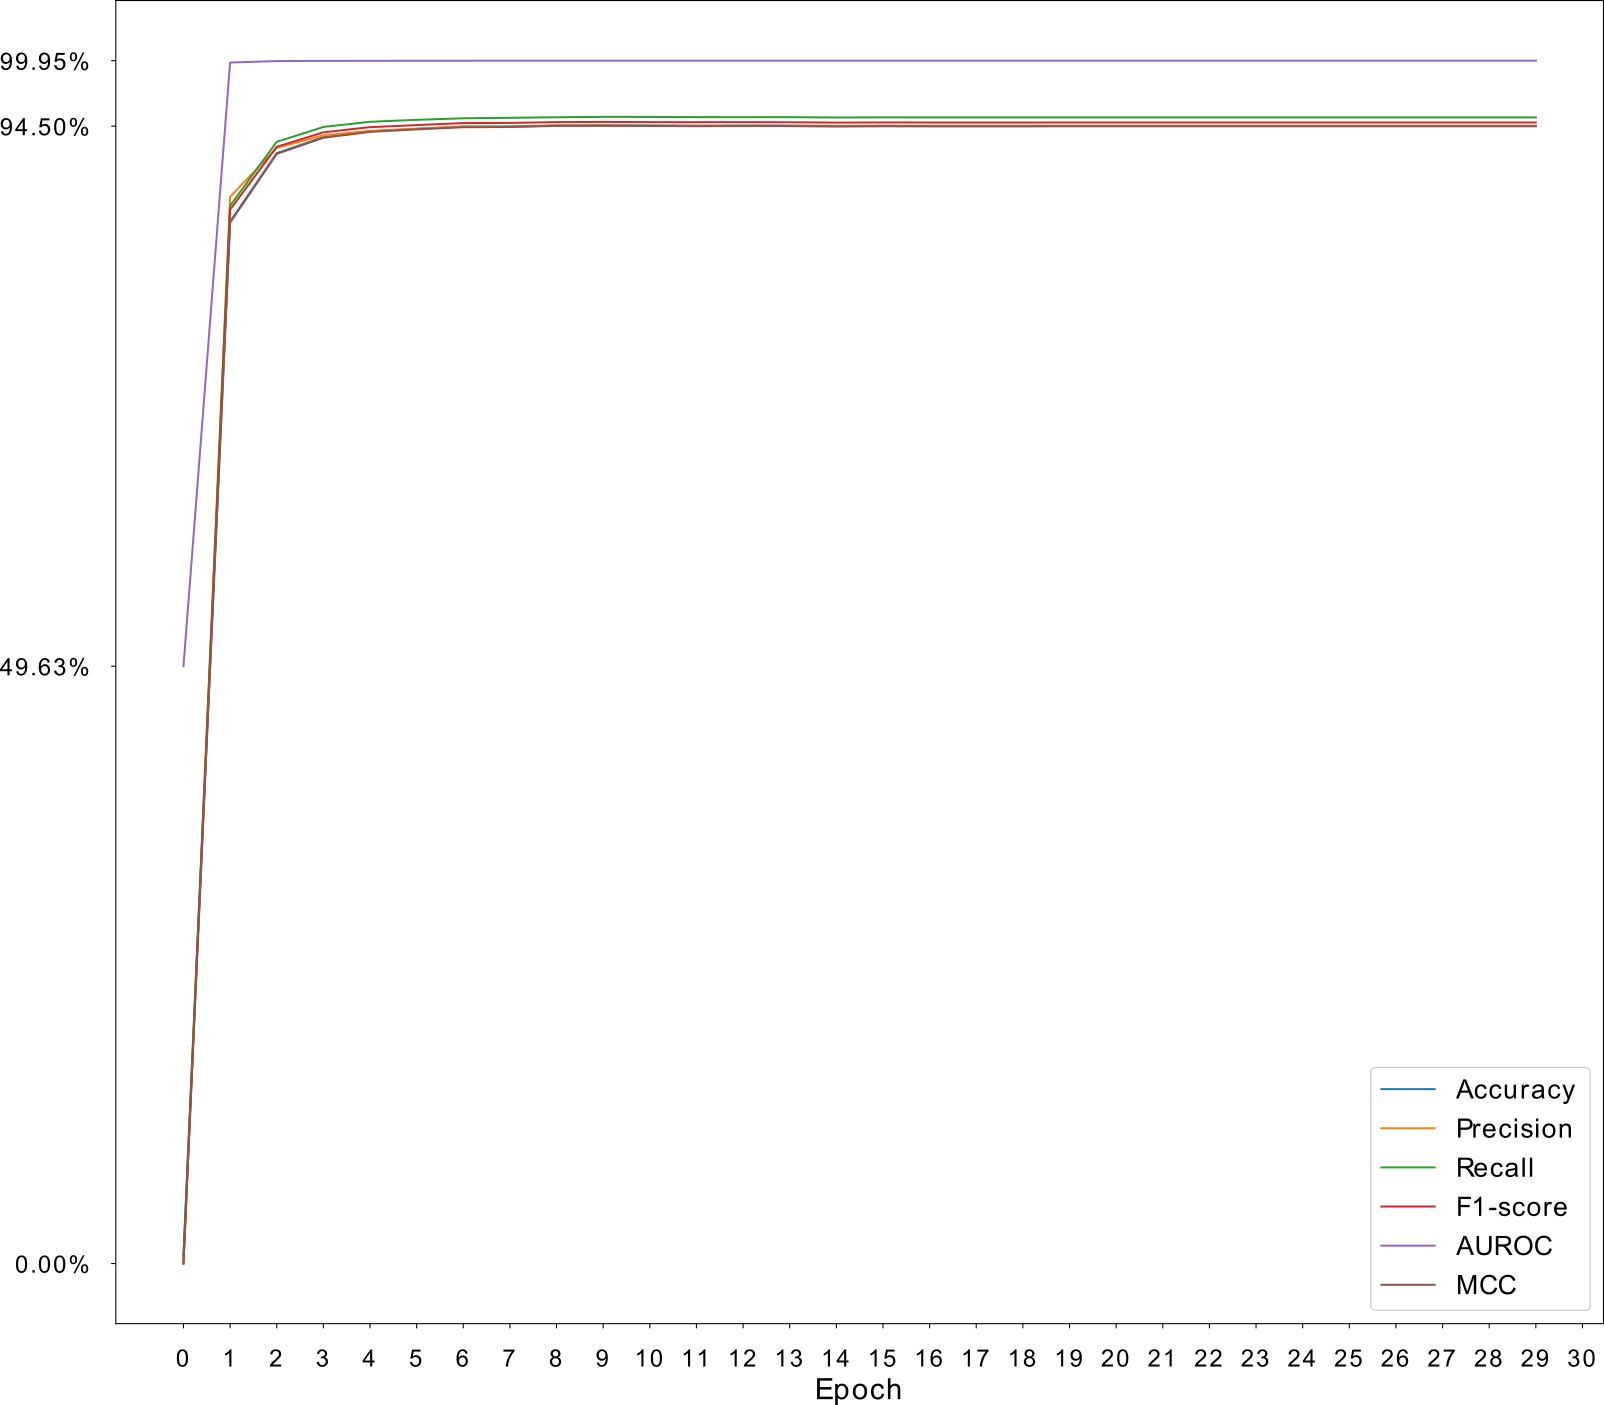 99.95%
94.50%
49.63%
0.00%
Accuracy
Precision
Recall
F1-score
AUROC
MCC
0 1 2 3 4 5 6 7 8 9 10 11 12 13 14 15 16 17 18 19 20 21 22 23 24 25 26 27 28 29 30
Epoch